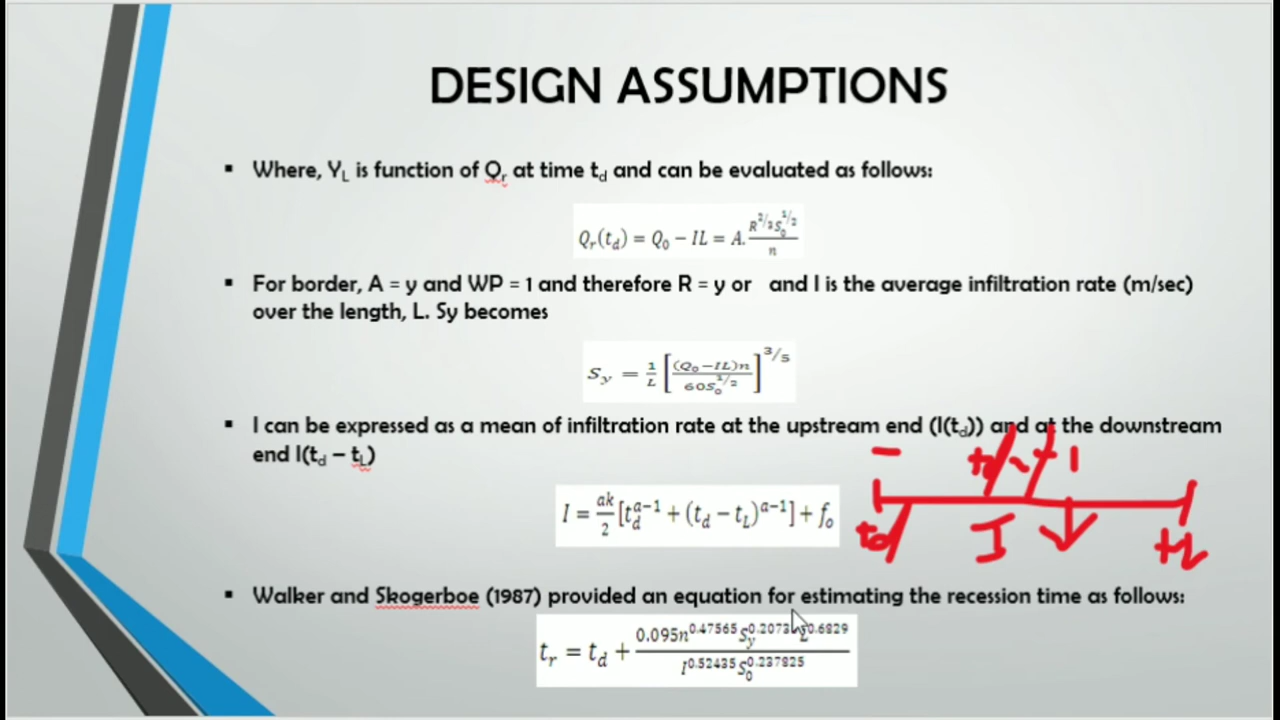 DESIGN ASSUMPTIONS
▪ Where, Y_L is function of Q_r at time t_d and can be evaluated as follows:
Q_r(t_d) = Q_0 − IL = A. R^{2/3} S_0^{1/2} / n
▪ For border, A = y and WP = 1 and therefore R = y or and I is the average infiltration rate (m/sec)
over the length, L. Sy becomes
S_y = 1/L [(Q_0 − IL)n / 60S_0^{1/2}]^{3/5}
▪ I can be expressed as a mean of infiltration rate at the upstream end (I(t_d)) and at the downstream
end I(t_d – t_L)
I = ak/2 [t_d^{a−1} + (t_d − t_L)^{a−1}] + f_o
td
I
tL
▪ Walker and Skogerboe (1987) provided an equation for estimating the recession time as follows:
t_r = t_d + 0.095n^{0.47565} S_y^{0.2073} L^{0.6829} / I^{0.52435} S_0^{0.237825}